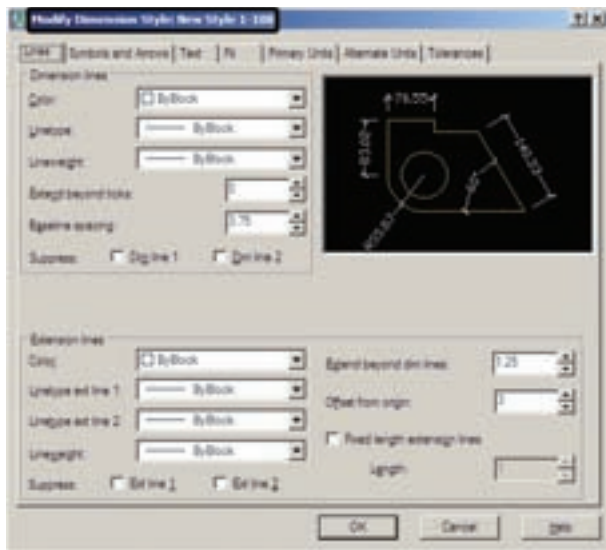 Modify Dimension Style: New Style 1-100
Lines Symbols and Arrows Text Fit Primary Units Alternate Units Tolerances
Dimension lines
Color: ByBlock
Linetype: ByBlock
Lineweight: ByBlock
Extend beyond ticks:
Baseline spacing: 3.75
Suppress: Dim line 1 Dim line 2
Extension lines
Color: ByBlock
Linetype ext line 1: ByBlock
Linetype ext line 2: ByBlock
Lineweight: ByBlock
Suppress: Ext line 1 Ext line 2
Extend beyond dim lines: 1.25
Offset from origin:
Fixed length extension lines
Length: 1
OK Cancel Help